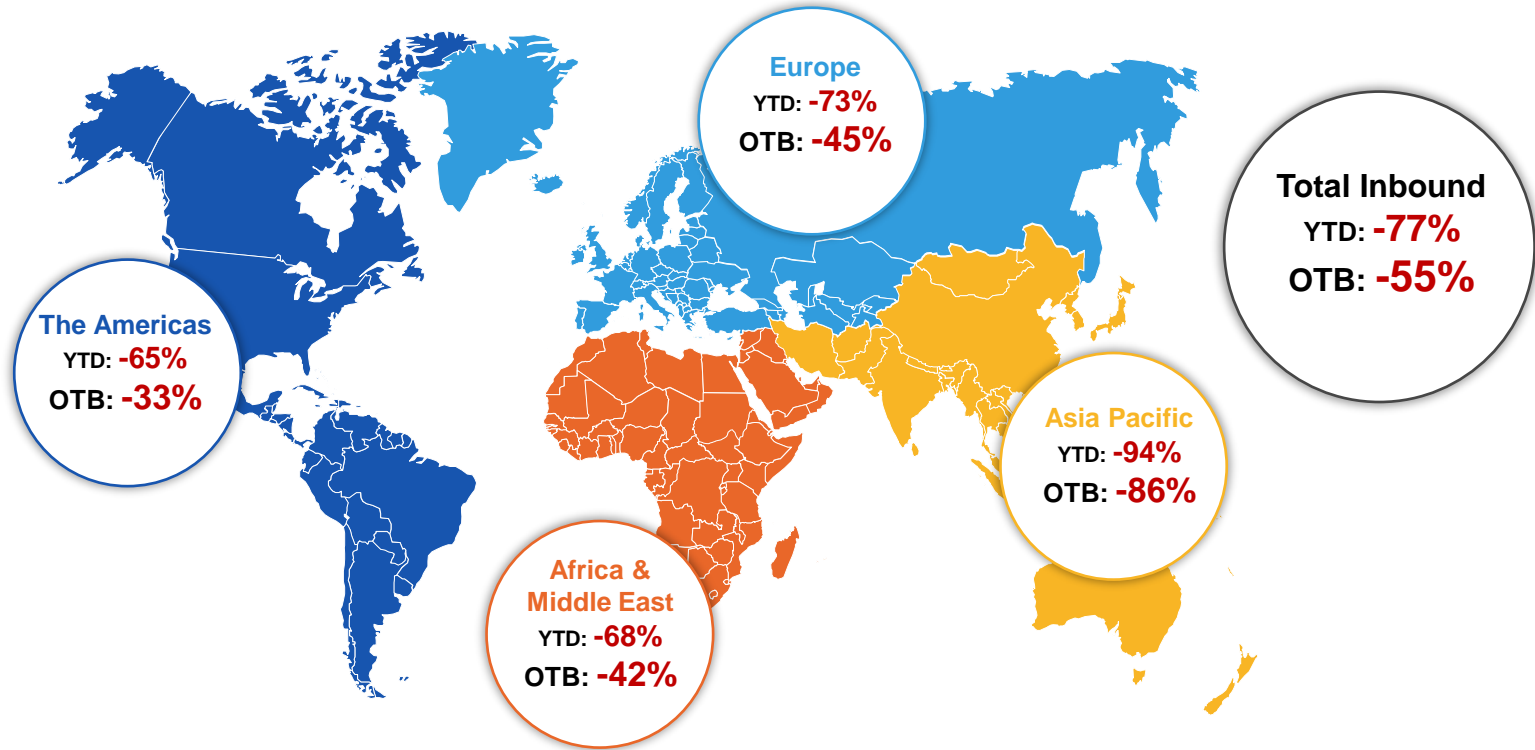 Europe
YTD: -73%
OTB: -45%
Total Inbound
YTD: -77%
OTB: -55%
The Americas
YTD: -65%
OTB: -33%
Asia Pacific
YTD: -94%
OTB: -86%
Africa &
Middle East
YTD: -68%
OTB: -42%